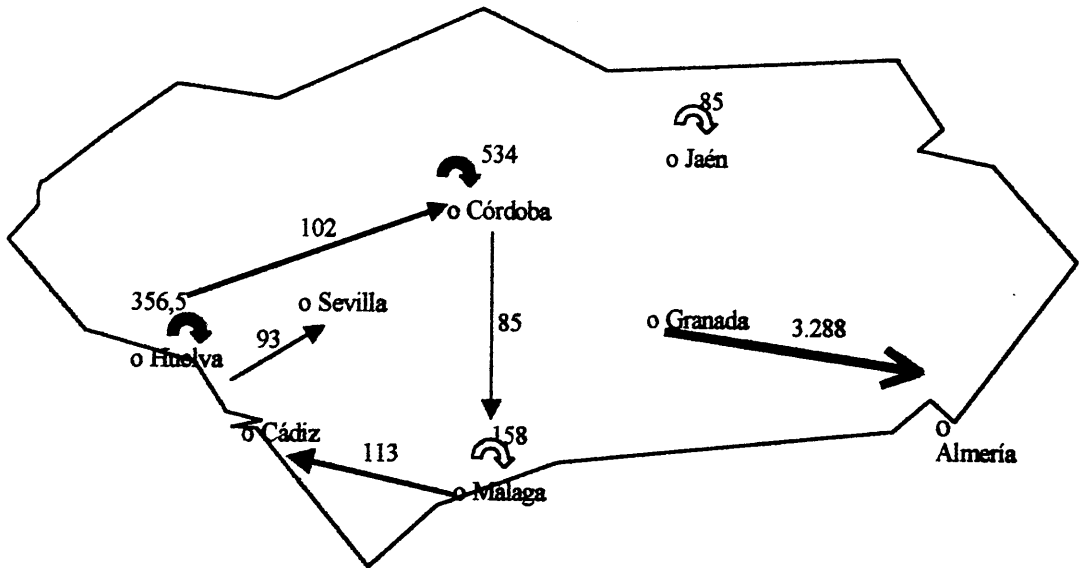 85
o Jaén
534
o Córdoba
102
356,5
o Sevilla
93
o Huelva
85
o Granada
3.288
o Cádiz
113
158
o Málaga
o
Almería